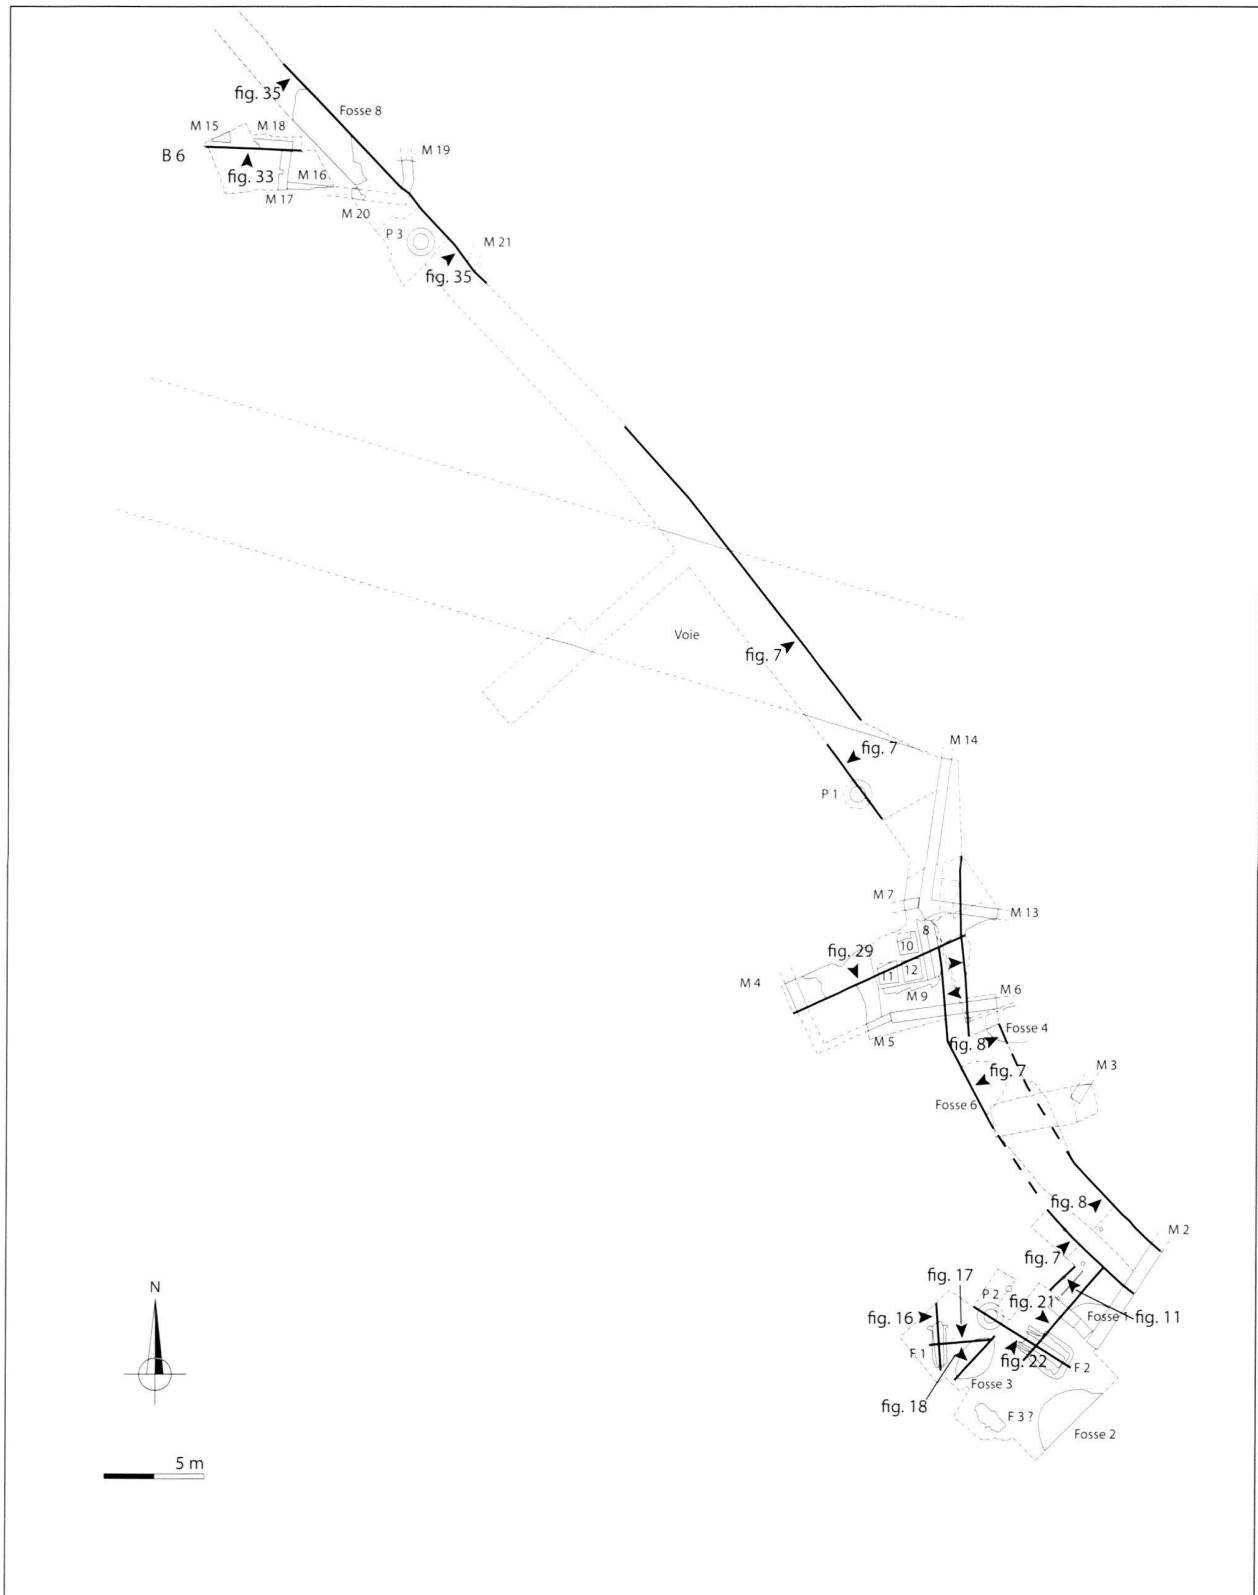 fig. 35
Fosse 8
M 15
M 18
M 19
B 6
fig. 33
M 16
M 17
M 20
P 3
M 21
fig. 35
Voie
fig. 7
M 14
fig. 7
P 1
M 7
M 13
8
10
fig. 29
11
12
M 4
M 9
M 6
M 5
Fosse 4
fig. 8
fig. 7
M 3
Fosse 6
fig. 8
M 2
fig. 7
fig. 17
P 2
fig. 21
Fosse 1
fig. 11
fig. 16
F 1
fig. 22
F 2
Fosse 3
fig. 18
F 3 ?
Fosse 2
N
5 m